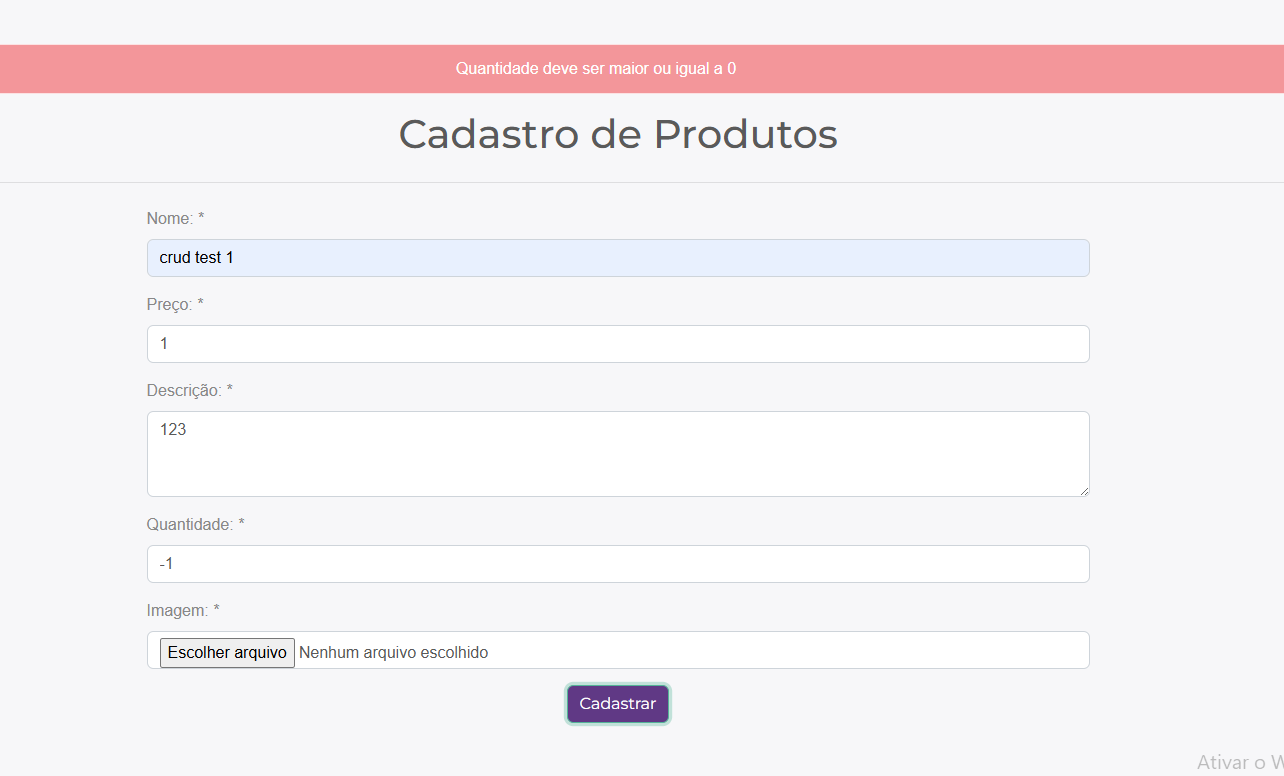 Quantidade deve ser maior ou igual a 0
Cadastro de Produtos
Nome: *
crud test 1
Preço: *
1
Descrição: *
123
Quantidade: *
-1
Imagem: *
Escolher arquivo Nenhum arquivo escolhido
Cadastrar
Ativar o